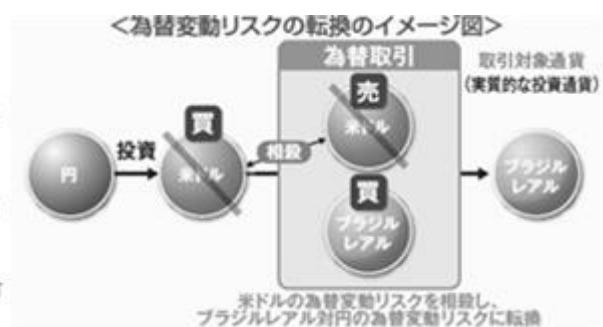 ＜為替変動リスクの転換のイメージ図＞
為替取引
取引対象通貨
(実質的な投資通貨)
売
米ドル
買
投資
円
米ドル
相殺
買
ブラジル
レアル
ブラジル
レアル
米ドルの為替変動リスクを相殺し、
ブラジルレアル対円の為替変動リスクに転換